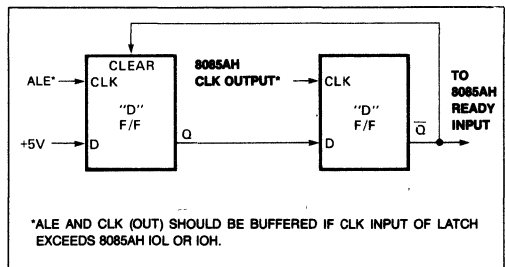 CLEAR
ALE*
CLK
"D"
F/F
+5V
D
Q
8085AH
CLK OUTPUT*
CLK
"D"
F/F
D
Q̅
TO
8085AH
READY
INPUT
*ALE AND CLK (OUT) SHOULD BE BUFFERED IF CLK INPUT OF LATCH
EXCEEDS 8085AH IOL OR IOH.